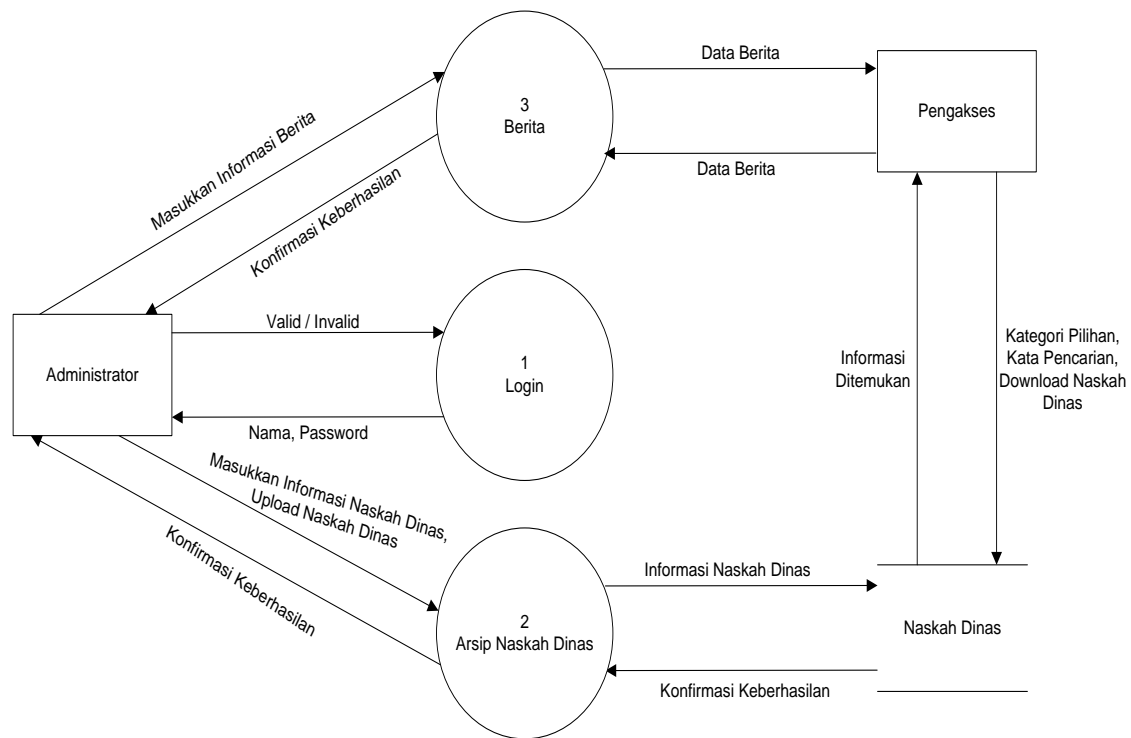 Data Berita
3
Berita
Pengakses
Masukkan Informasi Berita
Data Berita
Konfirmasi Keberhasilan
Valid / Invalid
Administrator
1
Login
Informasi
Ditemukan
Kategori Pilihan,
Kata Pencarian,
Download Naskah
Dinas
Nama, Password
Masukkan Informasi Naskah Dinas,
Upload Naskah Dinas
Konfirmasi Keberhasilan
Informasi Naskah Dinas
2
Arsip Naskah Dinas
Naskah Dinas
Konfirmasi Keberhasilan